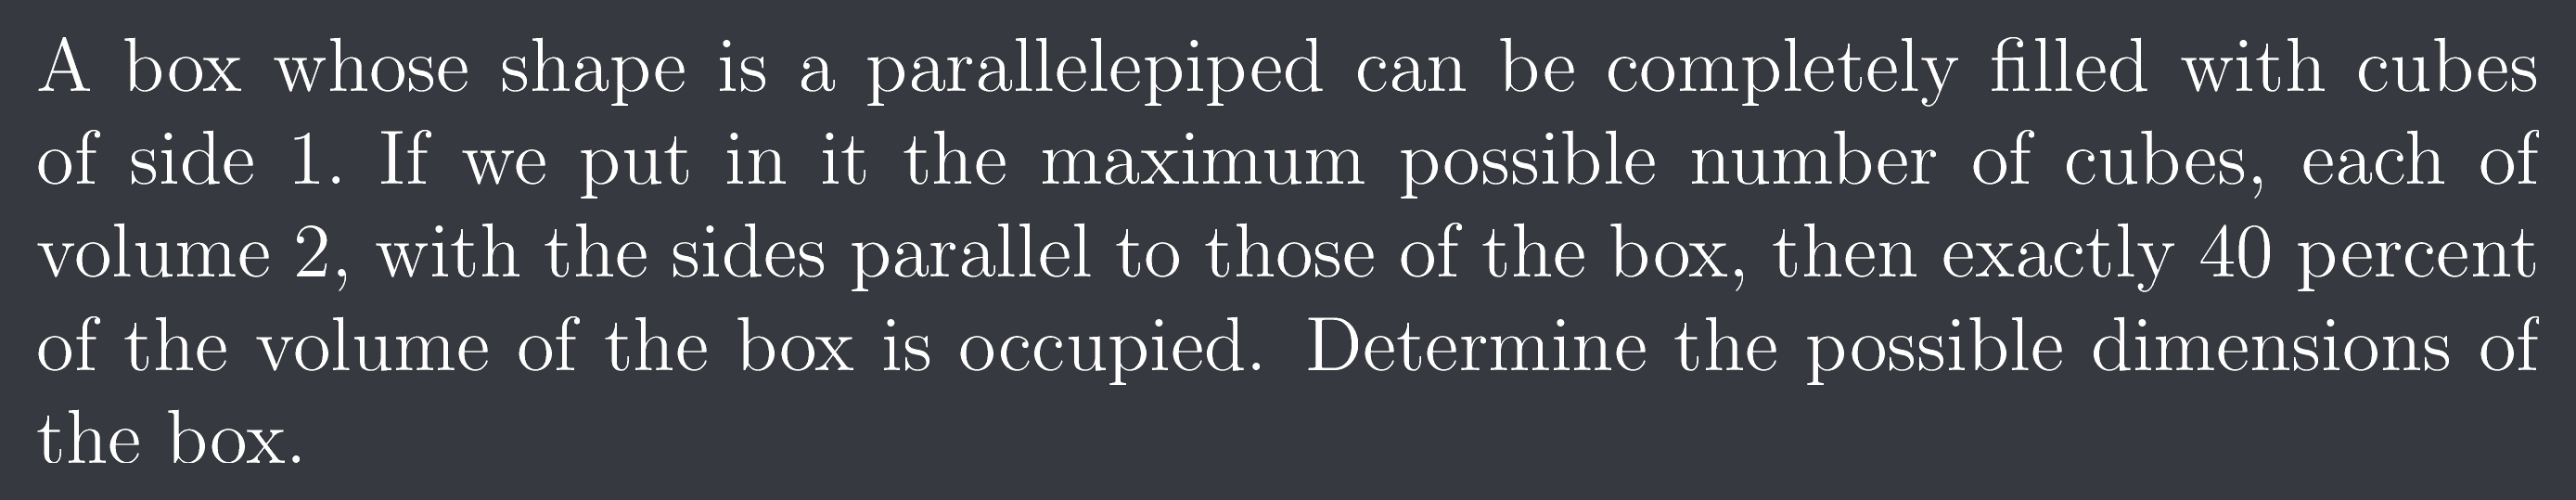 A box whose shape is a parallelepiped can be completely filled with cubes
of side 1. If we put in it the maximum possible number of cubes, each of
volume 2, with the sides parallel to those of the box, then exactly 40 percent
of the volume of the box is occupied. Determine the possible dimensions of
the box.